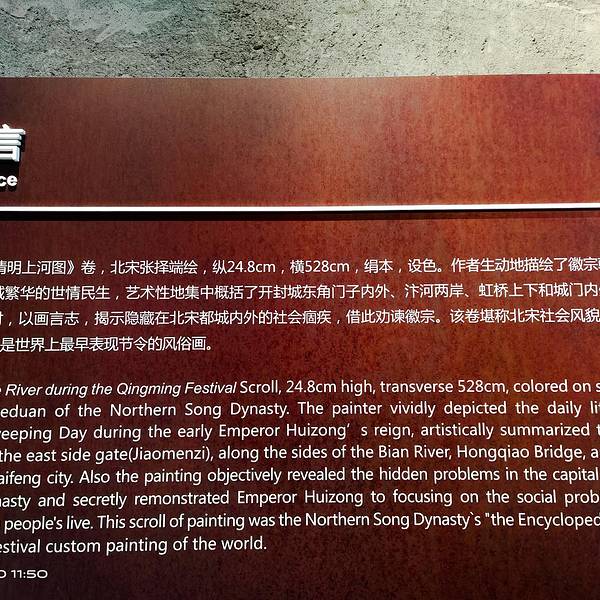 言
ce
清明上河图》卷，北宋张择端绘，纵24.8cm，横528cm，绢本，设色。作者生动地描绘了徽宗
城繁华的世情民生，艺术性地集中概括了开封城东角门子内外、汴河两岸、虹桥上下和城门内
，以画言志，揭示隐藏在北宋都城内外的社会痼疾，借此劝谏徽宗。该卷堪称北宋社会风貌
是世界上最早表现节令的风俗画。
River during the Qingming Festival Scroll, 24.8cm high, transverse 528cm, colored on s
eduan of the Northern Song Dynasty. The painter vividly depicted the daily li
eeping Day during the early Emperor Huizong’s reign, artistically summarized t
the east side gate(Jiaomenzi), along the sides of the Bian River, Hongqiao Bridge, a
aifeng city. Also the painting objectively revealed the hidden problems in the capital
nasty and secretly remonstrated Emperor Huizong to focusing on the social prob
people's live. This scroll of painting was the Northern Song Dynasty`s "the Encycloped
estival custom painting of the world.
11:50